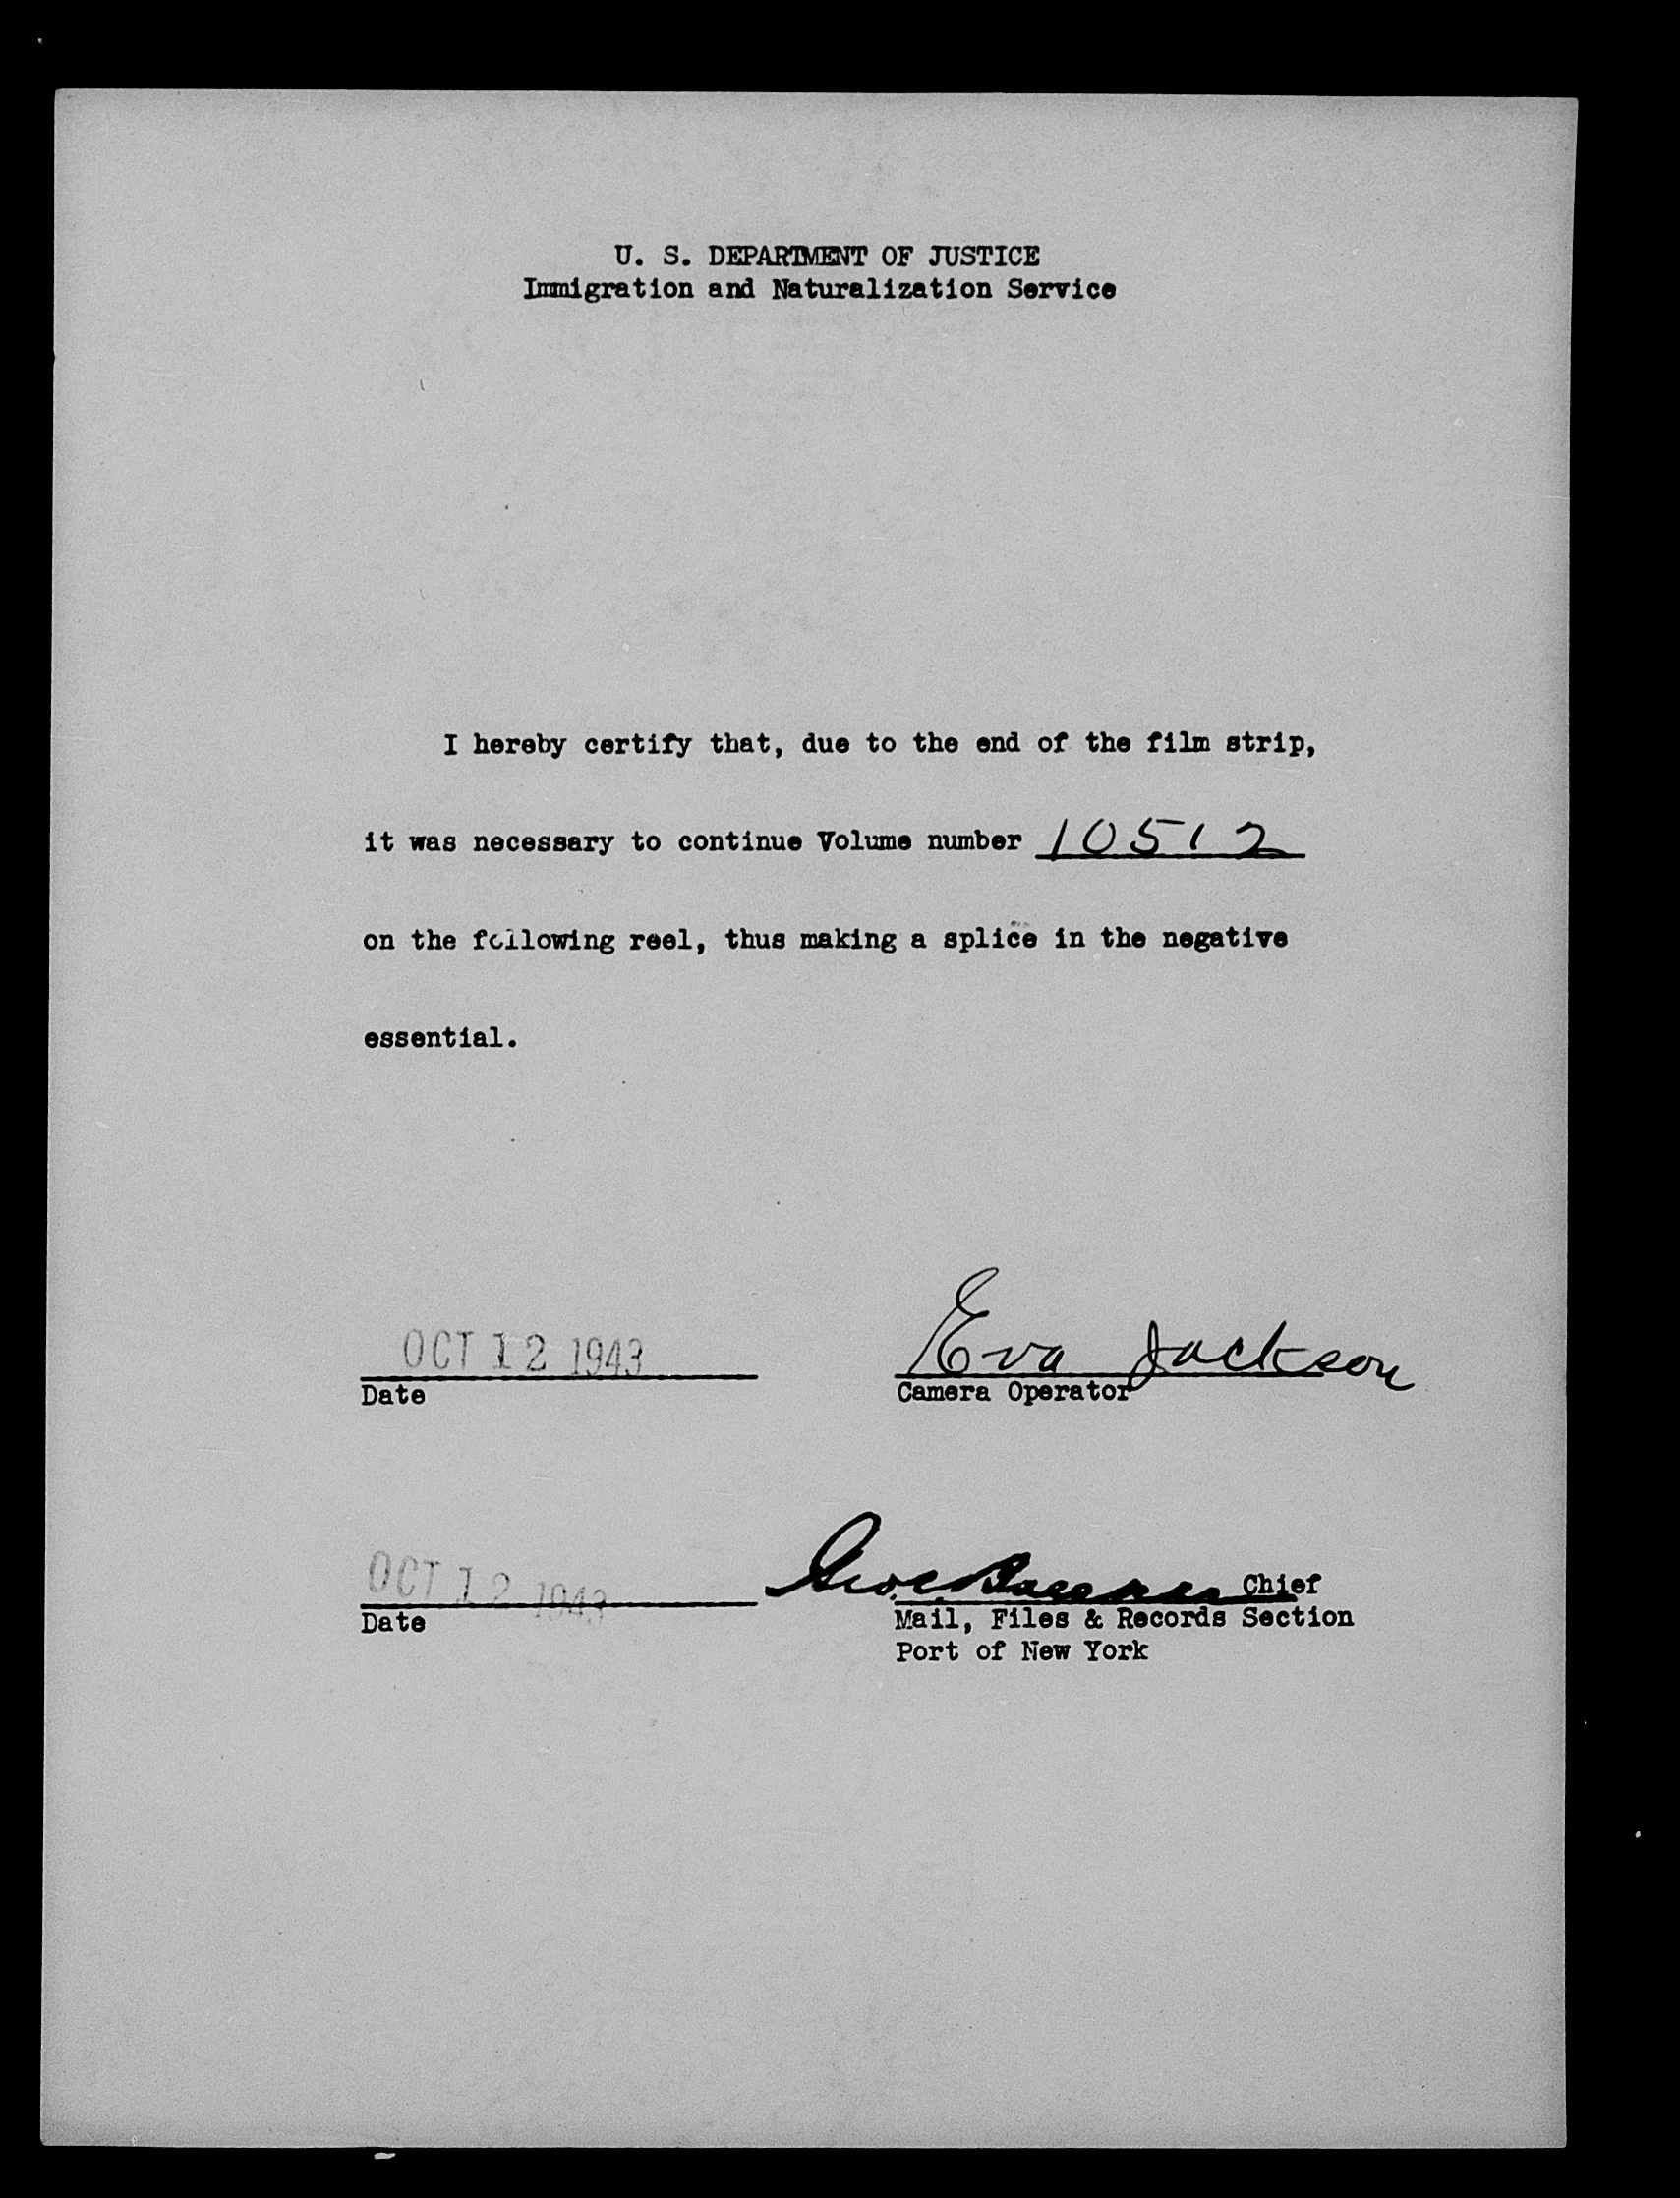 U. S. DEPARTMENT OF JUSTICE
Immigration and Naturalization Service
I hereby certify that, due to the end of the film strip,
it was necessary to continue Volume number 10512
on the following reel, thus making a splice in the negative
essential.
OCT 12 1943
Eva Jackson
Date
Camera Operator
OCT 12 1943
Chief
Date
Mail, Files & Records Section
Port of New York